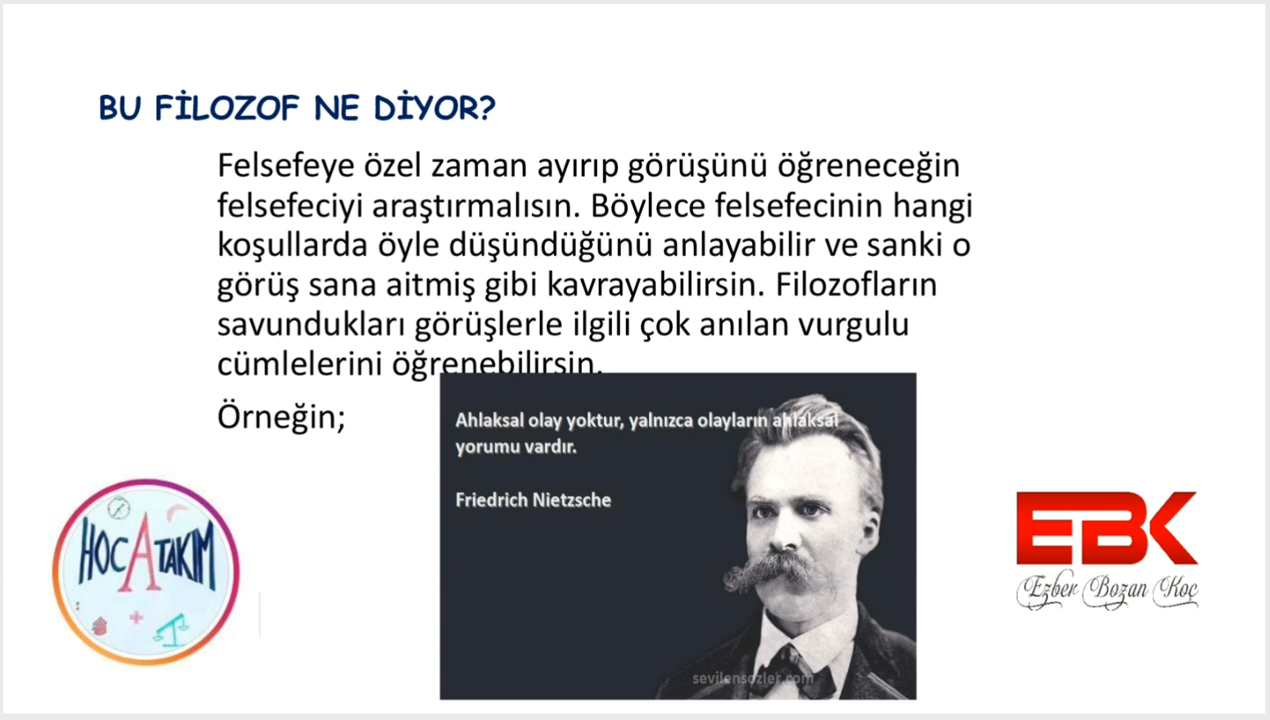 BU FİLOZOF NE DİYOR?
Felsefeye özel zaman ayırıp görüşünü öğreneceğin
felsefeciyi araştırmalısın. Böylece felsefecinin hangi
koşullarda öyle düşündüğünü anlayabilir ve sanki o
görüş sana aitmiş gibi kavrayabilirsin. Filozofların
savundukları görüşlerle ilgili çok anılan vurgulu
cümlelerini öğrenebilirsin.
Örneğin;
Ahlaksal olay yoktur, yalnızca olayların ahlaksal
yorumu vardır.
Friedrich Nietzsche
sevilensozler.com
HOCA TAKIM
EBK
Ezber Bozan Koç